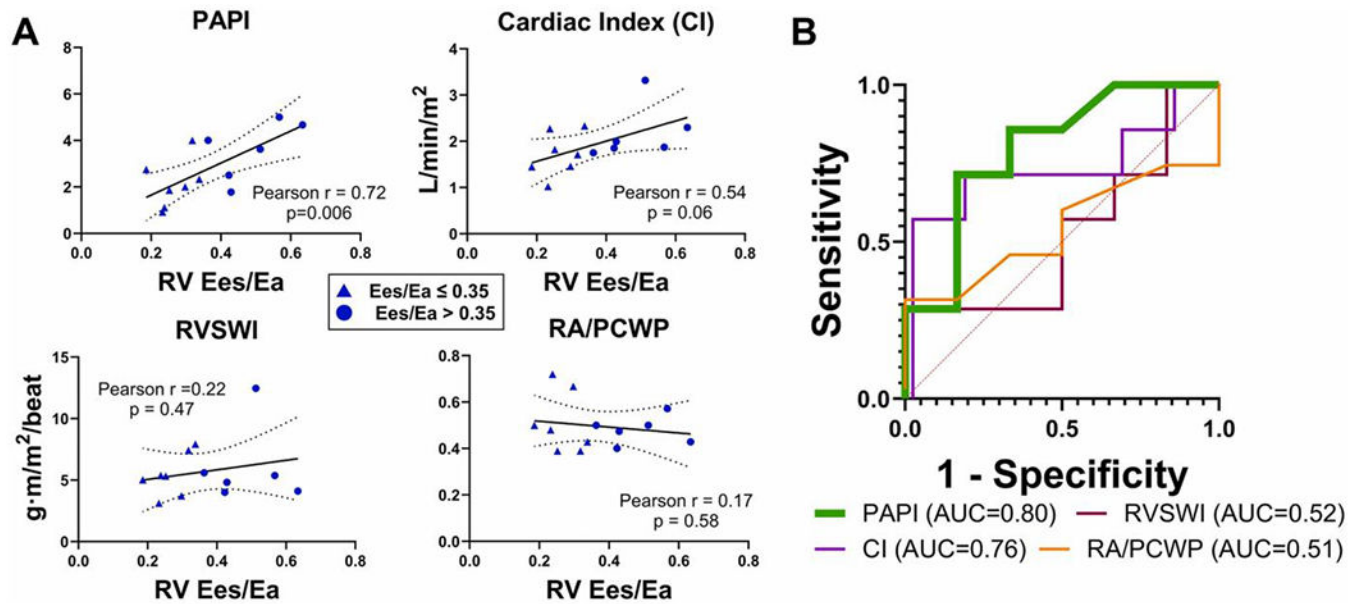 A
PAPI
8
6
4
2
0
0.0 0.2 0.4 0.6 0.8
RV Ees/Ea
Pearson r = 0.72
p=0.006
Cardiac Index (CI)
L/min/m²
4
3
2
1
0
0.0 0.2 0.4 0.6 0.8
RV Ees/Ea
Pearson r = 0.54
p = 0.06
Ees/Ea ≤ 0.35
Ees/Ea > 0.35
RVSWI
g·m/m²/beat
15
10
5
0
0.0 0.2 0.4 0.6 0.8
RV Ees/Ea
Pearson r =0.22
p = 0.47
RA/PCWP
0.8
0.6
0.4
0.2
0.0
0.0 0.2 0.4 0.6 0.8
RV Ees/Ea
Pearson r = 0.17
p = 0.58
B
Sensitivity
1.0
0.5
0.0
0.0 0.5 1.0
1 - Specificity
PAPI (AUC=0.80) RVSWI (AUC=0.52)
CI (AUC=0.76) RA/PCWP (AUC=0.51)